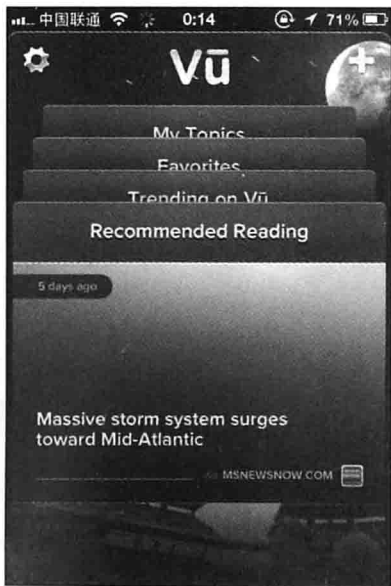 中国联通 0:14 71%
Vū
My Topics
Favorites
Trending on Vū
Recommended Reading
5 days ago
Massive storm system surges
toward Mid-Atlantic
MSNEWSNOW.COM